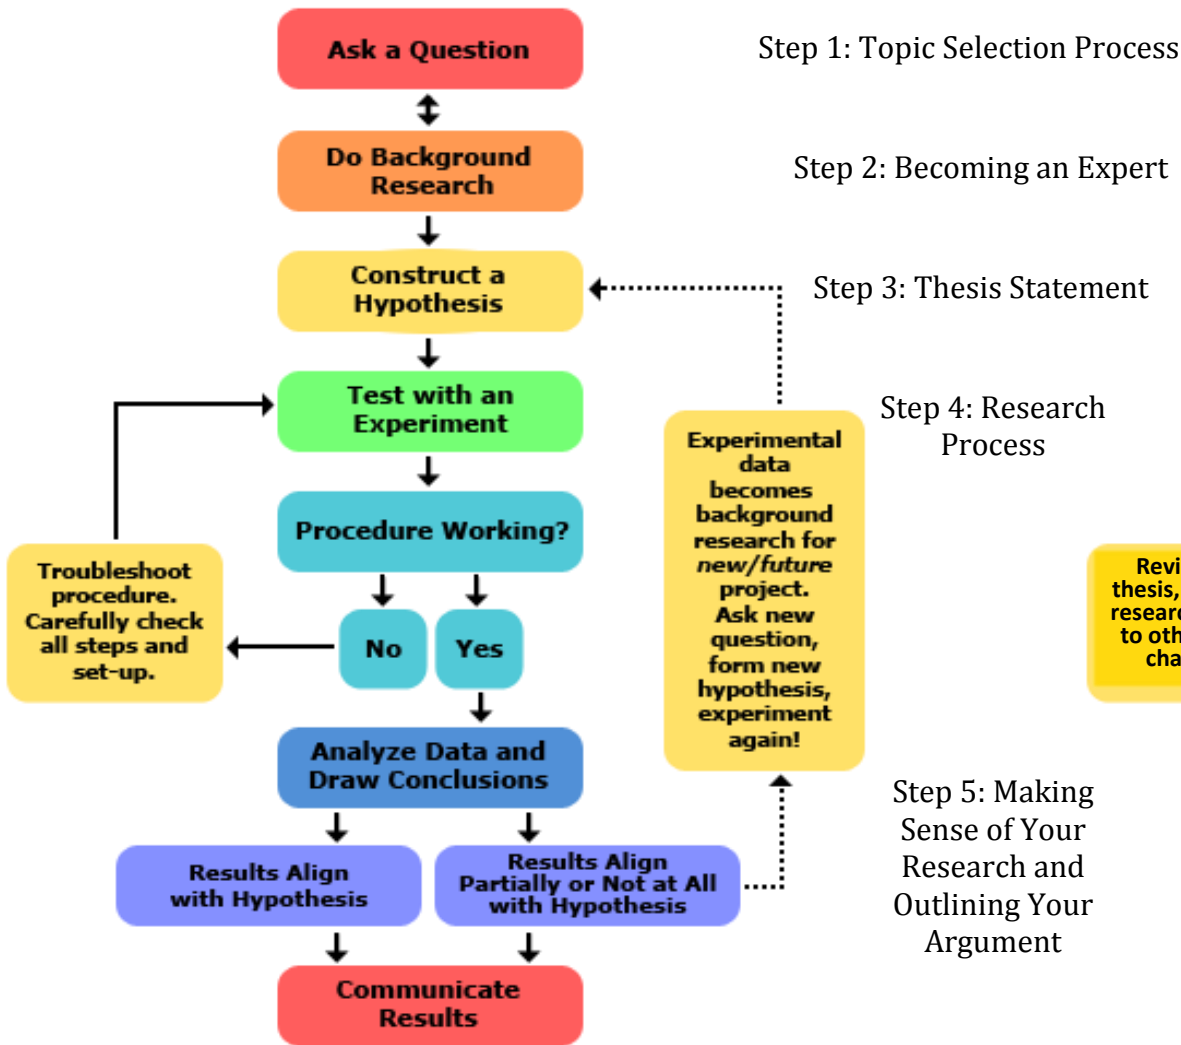 Ask a Question
Step 1: Topic Selection Process
Do Background
Research
Step 2: Becoming an Expert
Construct a
Hypothesis
Step 3: Thesis Statement
Test with an
Experiment
Step 4: Research
Process
Procedure Working?
No
Yes
Troubleshoot
procedure.
Carefully check
all steps and
set-up.
Experimental
data
becomes
background
research for
new/future
project.
Ask new
question,
form new
hypothesis,
experiment
again!
thesis,
to
Analyze Data and
Draw Conclusions
Step 5: Making
Sense of Your
Research and
Outlining Your
Argument
Results Align
with Hypothesis
Results Align
Partially or Not at All
with Hypothesis
Communicate
Results